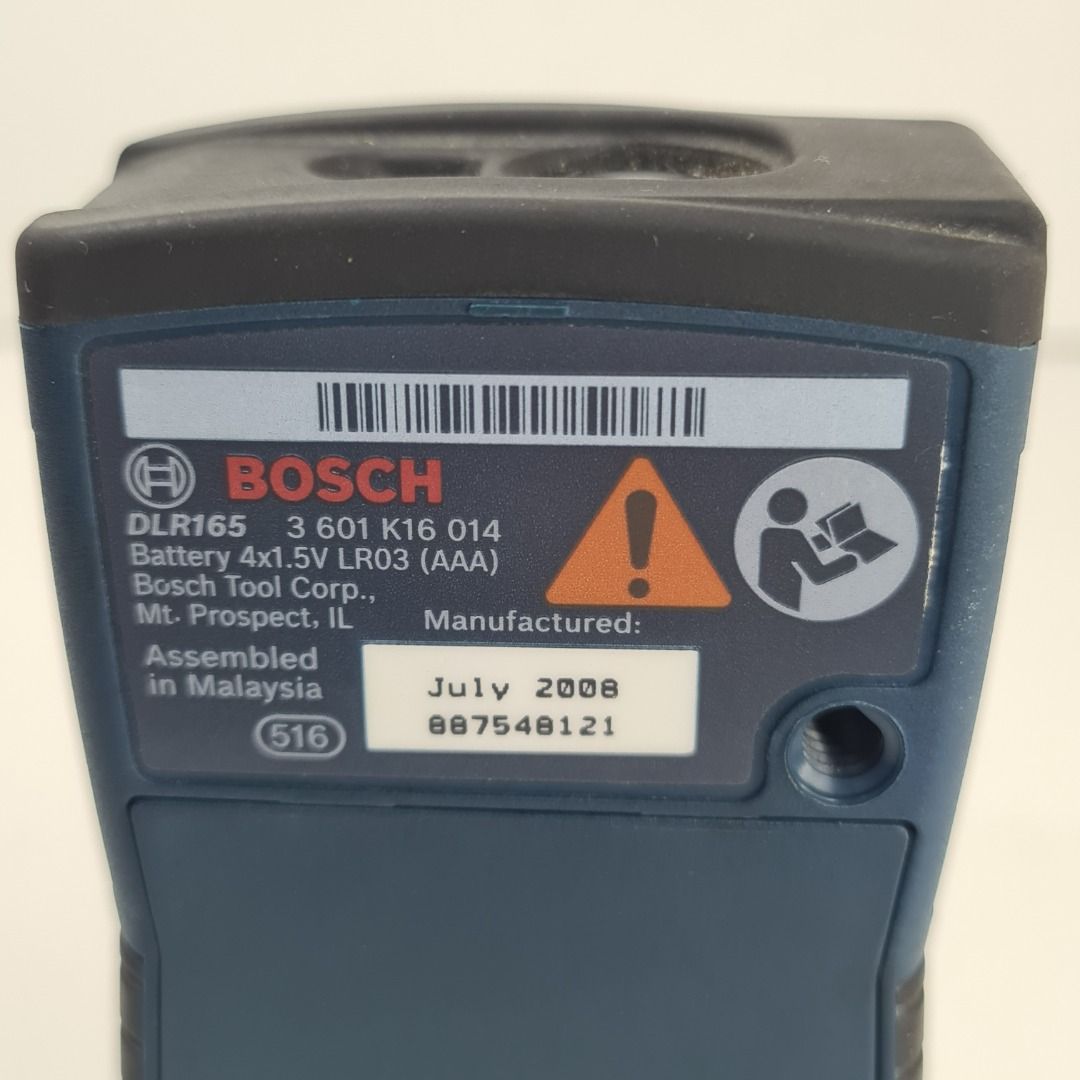 BOSCH
DLR165 3 601 K16 014
Battery 4x1.5V LR03 (AAA)
Bosch Tool Corp.,
Mt. Prospect, IL
Manufactured:
Assembled
in Malaysia
July 2008
887548121
516